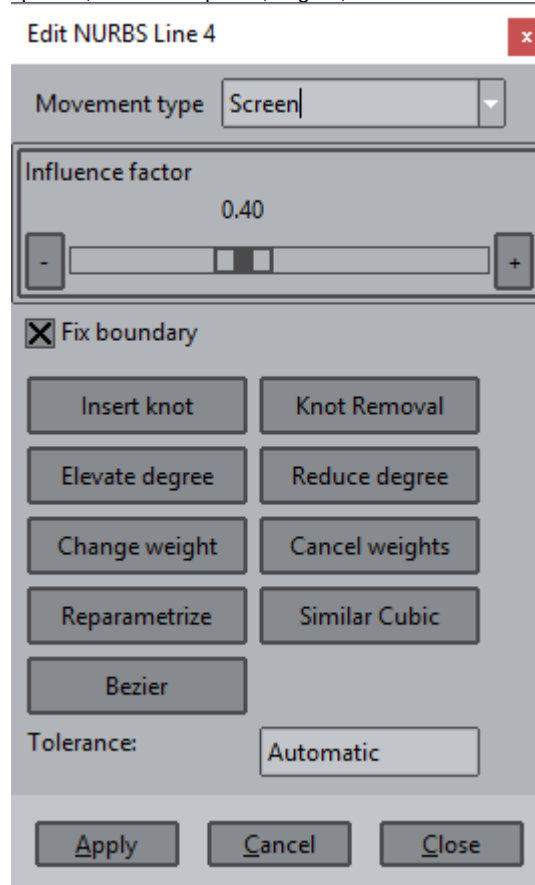 Edit NURBS Line 4
x
Movement type Screen
Influence factor
0.40
- +
Fix boundary
Insert knot Knot Removal
Elevate degree Reduce degree
Change weight Cancel weights
Reparametrize Similar Cubic
Bezier
Tolerance: Automatic
Apply Cancel Close